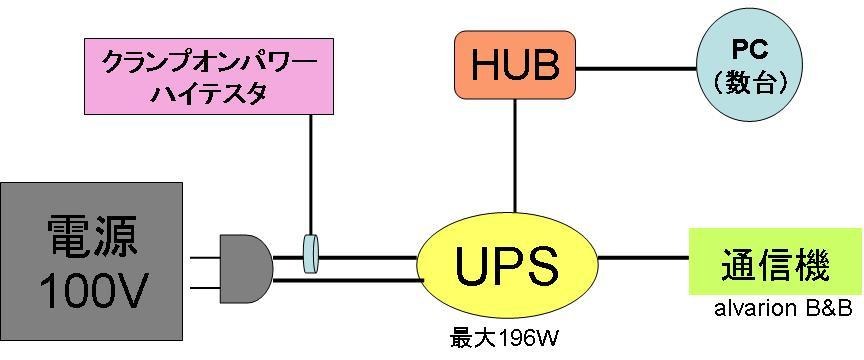 クランプオンパワー
ハイテスタ
HUB
PC
(数台)
電源
100V
UPS
最大196W
通信機
alvarion B&B